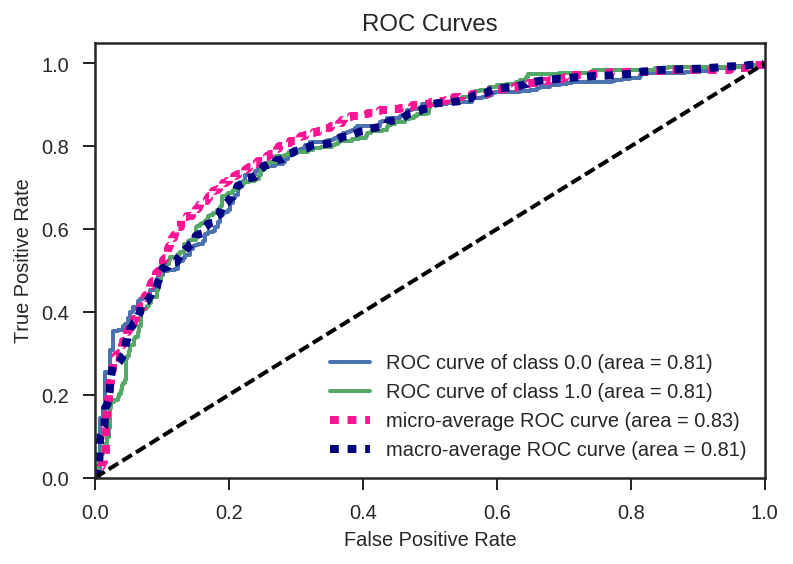 ROC Curves
1.0
0.8
0.6
0.4
0.2
0.0
True Positive Rate
ROC curve of class 0.0 (area = 0.81)
ROC curve of class 1.0 (area = 0.81)
micro-average ROC curve (area = 0.83)
macro-average ROC curve (area = 0.81)
0.0 0.2 0.4 0.6 0.8 1.0
False Positive Rate